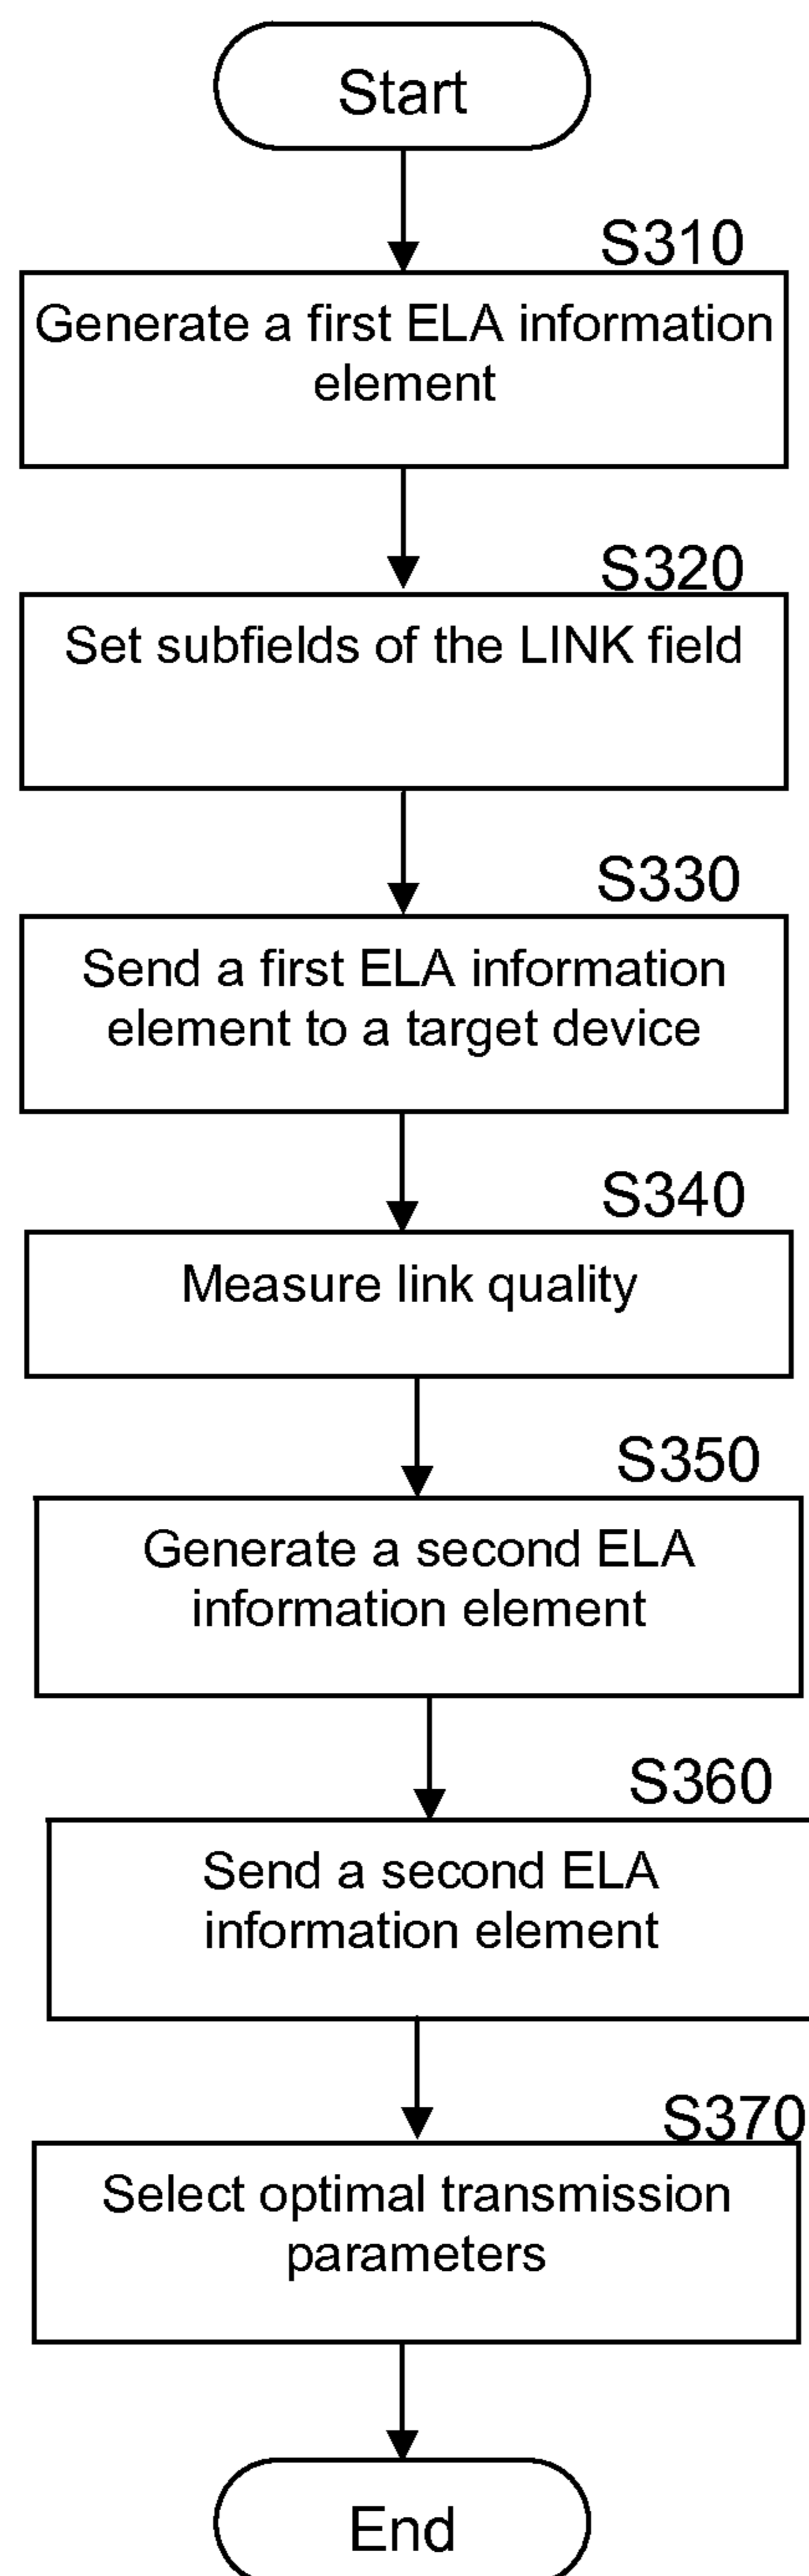 Start
S310
Generate a first ELA information
element
S320
Set subfields of the LINK field
S330
Send a first ELA information
element to a target device
S340
Measure link quality
S350
Generate a second ELA
information element
S360
Send a second ELA
information element
S370
Select optimal transmission
parameters
End